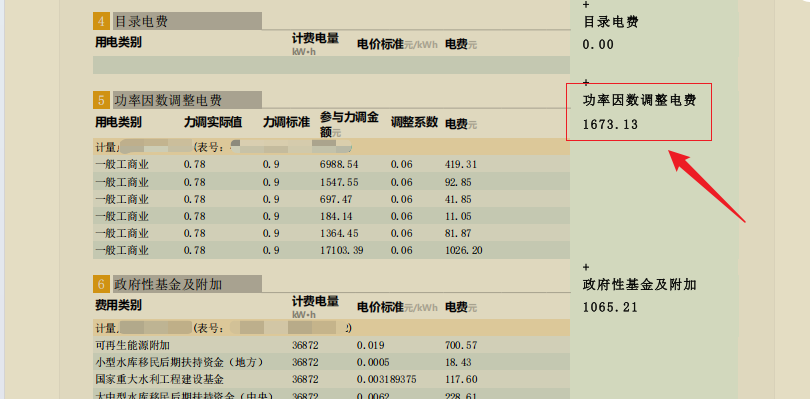 4 目录电费
用电类别 计费电量 kW·h 电价标准元/kWh 电费元
5 功率因数调整电费
用电类别 力调实际值 力调标准 参与力调金额元 调整系数 电费元
计量 (表号:
一般工商业 0.78 0.9 6988.54 0.06 419.31
一般工商业 0.78 0.9 1547.55 0.06 92.85
一般工商业 0.78 0.9 697.47 0.06 41.85
一般工商业 0.78 0.9 184.14 0.06 11.05
一般工商业 0.78 0.9 1364.45 0.06 81.87
一般工商业 0.78 0.9 17103.39 0.06 1026.20
6 政府性基金及附加
费用类别 计费电量 kW·h 电价标准元/kWh 电费元
计量 (表号: )
可再生能源附加 36872 0.019 700.57
小型水库移民后期扶持资金(地方) 36872 0.0005 18.43
国家重大水利工程建设基金 36872 0.003189375 117.60
大中型水库移民后期扶持资金(中央) 36872 0.0062 228.61
+
目录电费
0.00
+
功率因数调整电费
1673.13
+
政府性基金及附加
1065.21